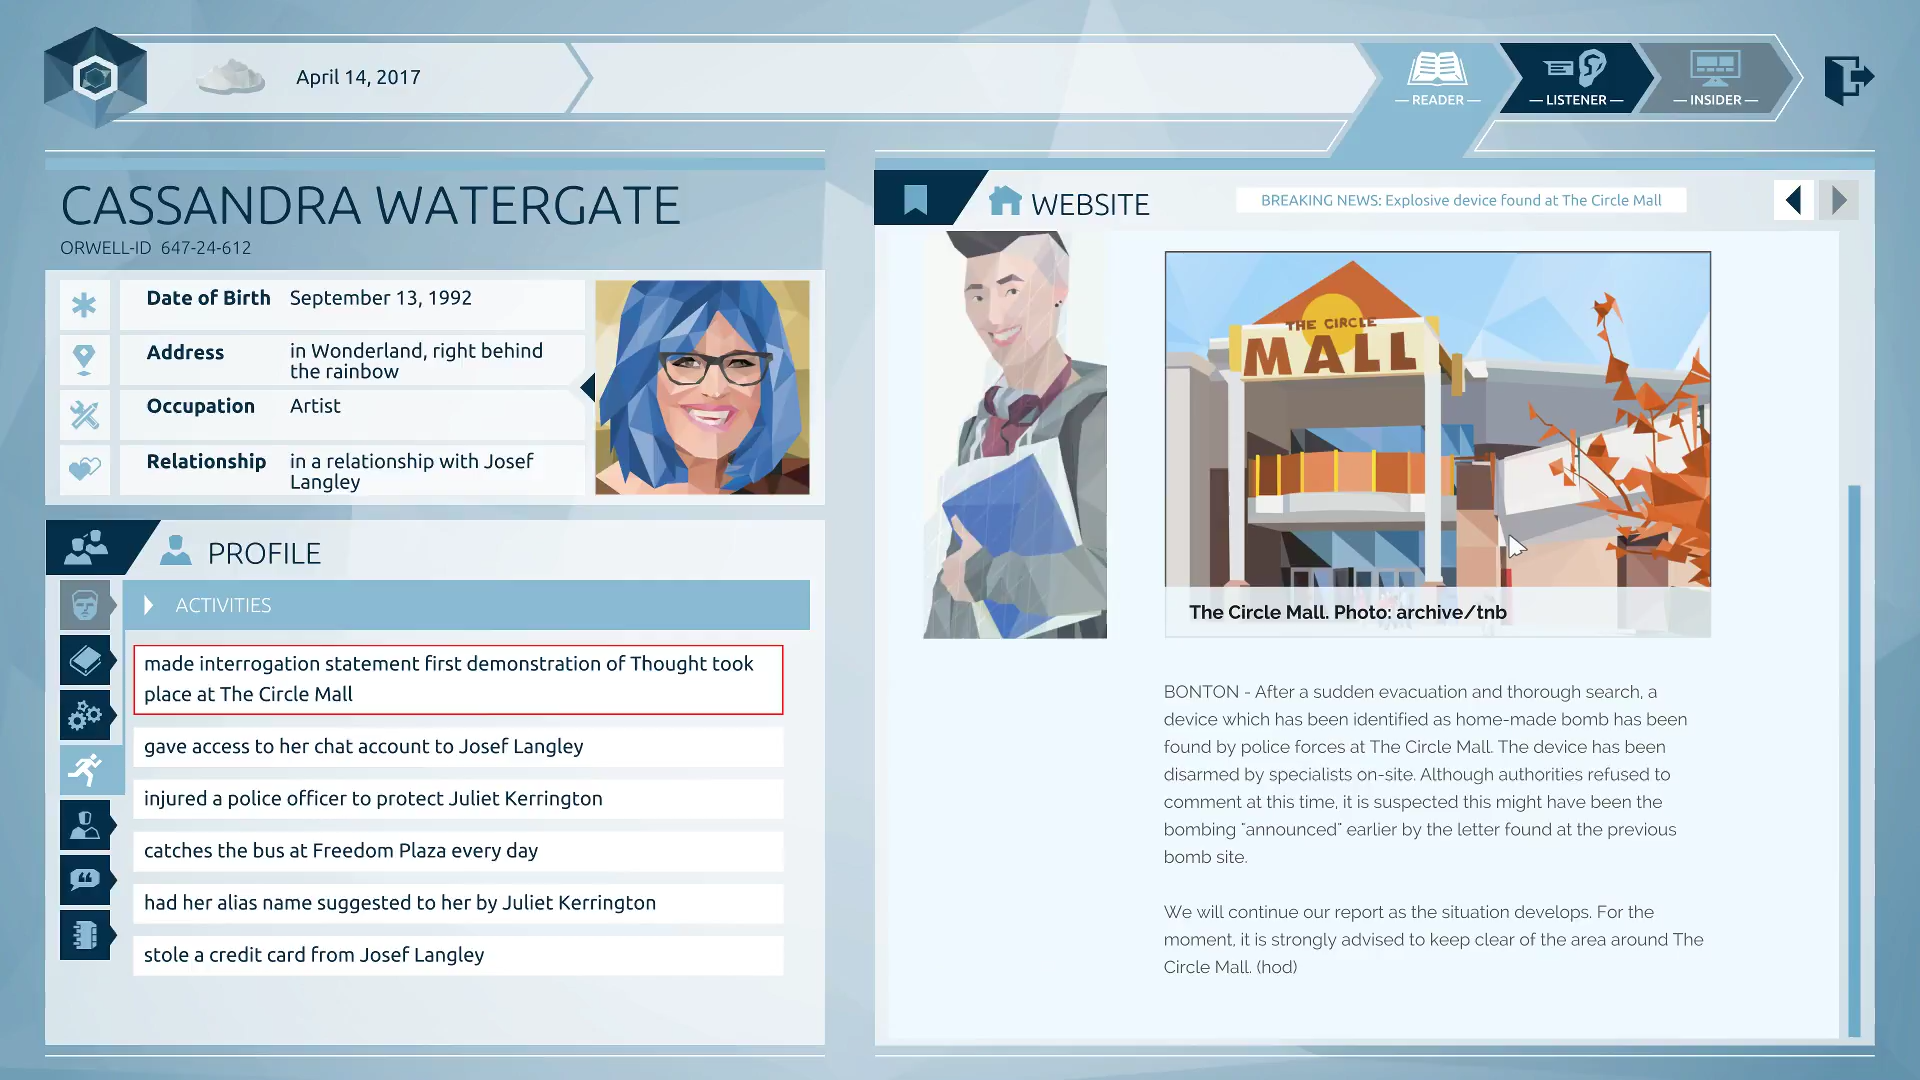 April 14, 2017
READER
LISTENER
INSIDER
CASSANDRA WATERGATE
ORWELL-ID 647-24-612
Date of Birth September 13, 1992
Address in Wonderland, right behind
the rainbow
Occupation Artist
Relationship in a relationship with Josef
Langley
PROFILE
ACTIVITIES
made interrogation statement first demonstration of Thought took
place at The Circle Mall
gave access to her chat account to Josef Langley
injured a police officer to protect Juliet Kerrington
catches the bus at Freedom Plaza every day
had her alias name suggested to her by Juliet Kerrington
stole a credit card from Josef Langley
WEBSITE
BREAKING NEWS: Explosive device found at The Circle Mall
THE CIRCLE
MALL
The Circle Mall. Photo: archive/tnb
BONTON - After a sudden evacuation and thorough search, a
device which has been identified as home-made bomb has been
found by police forces at The Circle Mall. The device has been
disarmed by specialists on-site. Although authorities refused to
comment at this time, it is suspected this might have been the
bombing "announced" earlier by the letter found at the previous
bomb site.
We will continue our report as the situation develops. For the
moment, it is strongly advised to keep clear of the area around The
Circle Mall. (hod)